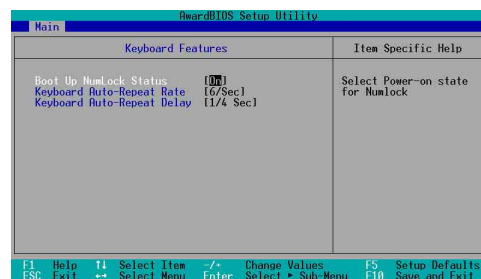 AwardBIOS Setup Utility
Main
Keyboard Features
Item Specific Help
Boot Up NumLock Status [On]
Keyboard Auto-Repeat Rate [6/Sec]
Keyboard Auto-Repeat Delay [1/4 Sec]
Select Power-on state
for Numlock
F1 Help ↑↓ Select Item -/+ Change Values F5 Setup Defaults
ESC Exit ←→ Select Menu Enter Select ► Sub-Menu F10 Save and Exit